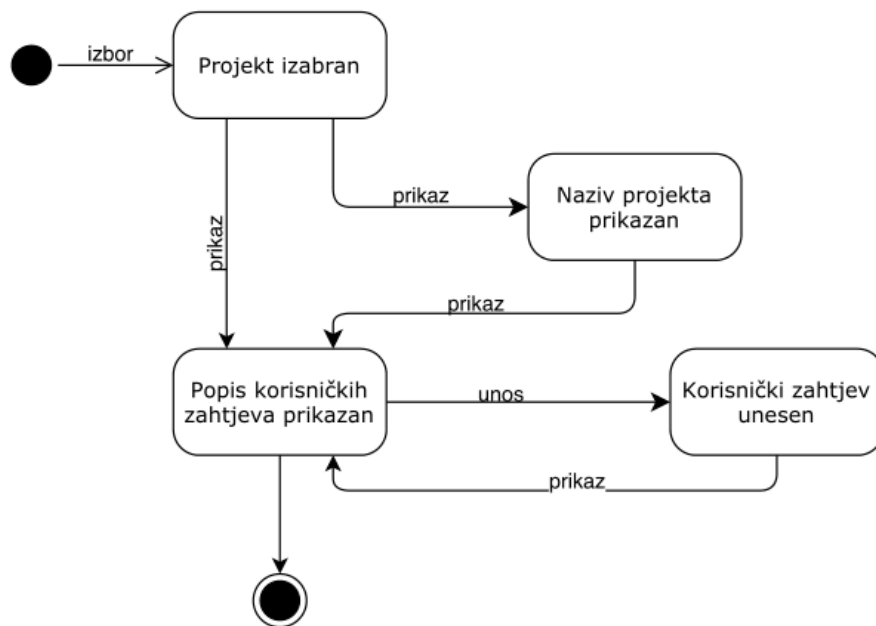 izbor
Projekt izabran
prikaz
Naziv projekta
prikazan
prikaz
prikaz
Popis korisničkih
zahtjeva prikazan
unos
Korisnički zahtjev
unesen
prikaz